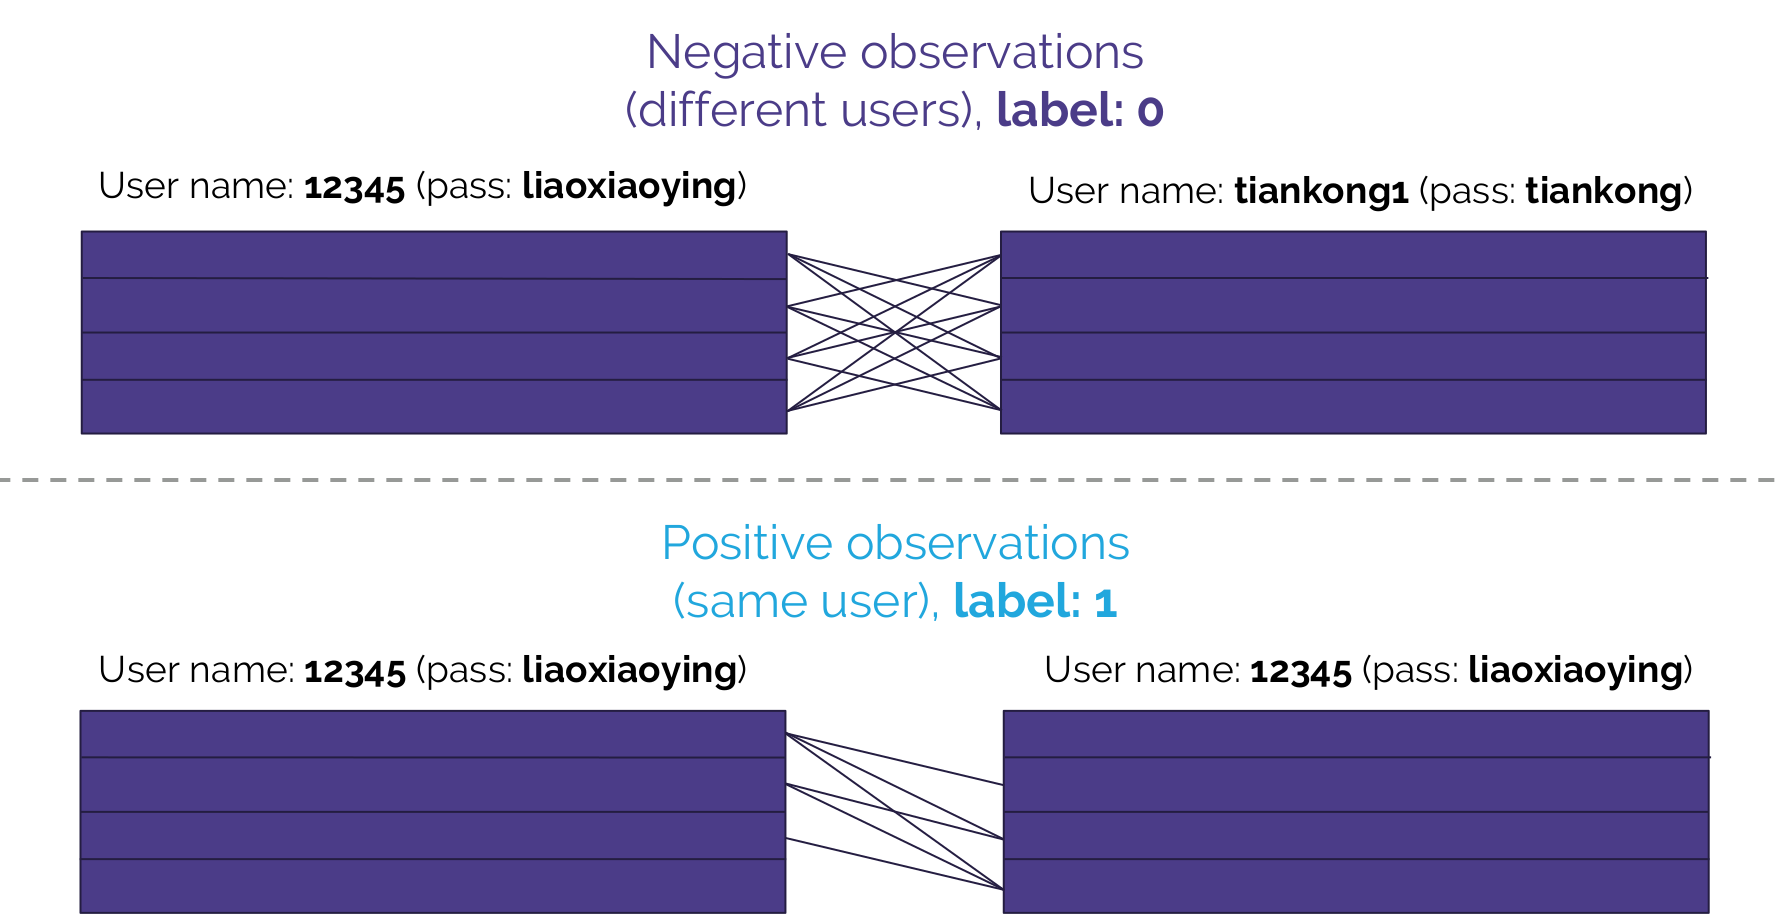 Negative observations
(different users), label: 0
User name: 12345 (pass: liaoxiaoying)
User name: tiankong1 (pass: tiankong)
Positive observations
(same user), label: 1
User name: 12345 (pass: liaoxiaoying)
User name: 12345 (pass: liaoxiaoying)